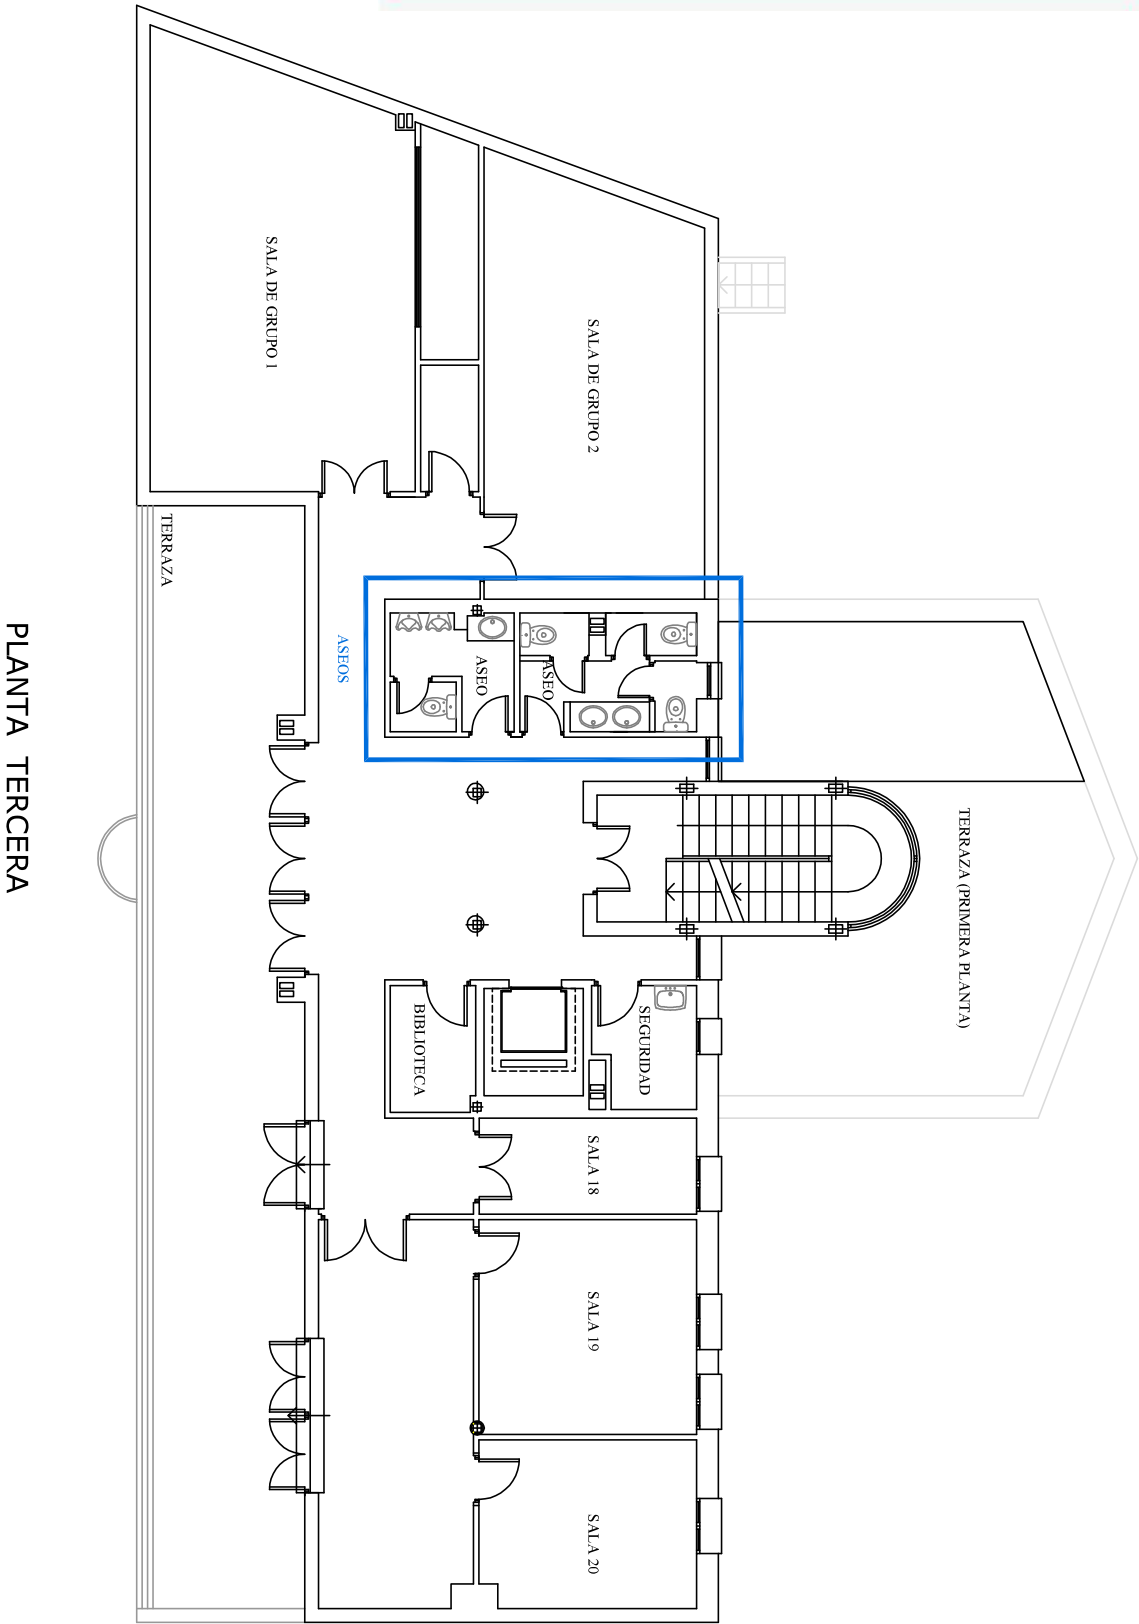 PLANTA TERCERA
SALA DE GRUPO 1
SALA DE GRUPO 2
TERRAZA
ASEOS
ASEO
ASEO
TERRAZA (PRIMERA PLANTA)
BIBLIOTECA
SEGURIDAD
SALA 18
SALA 19
SALA 20